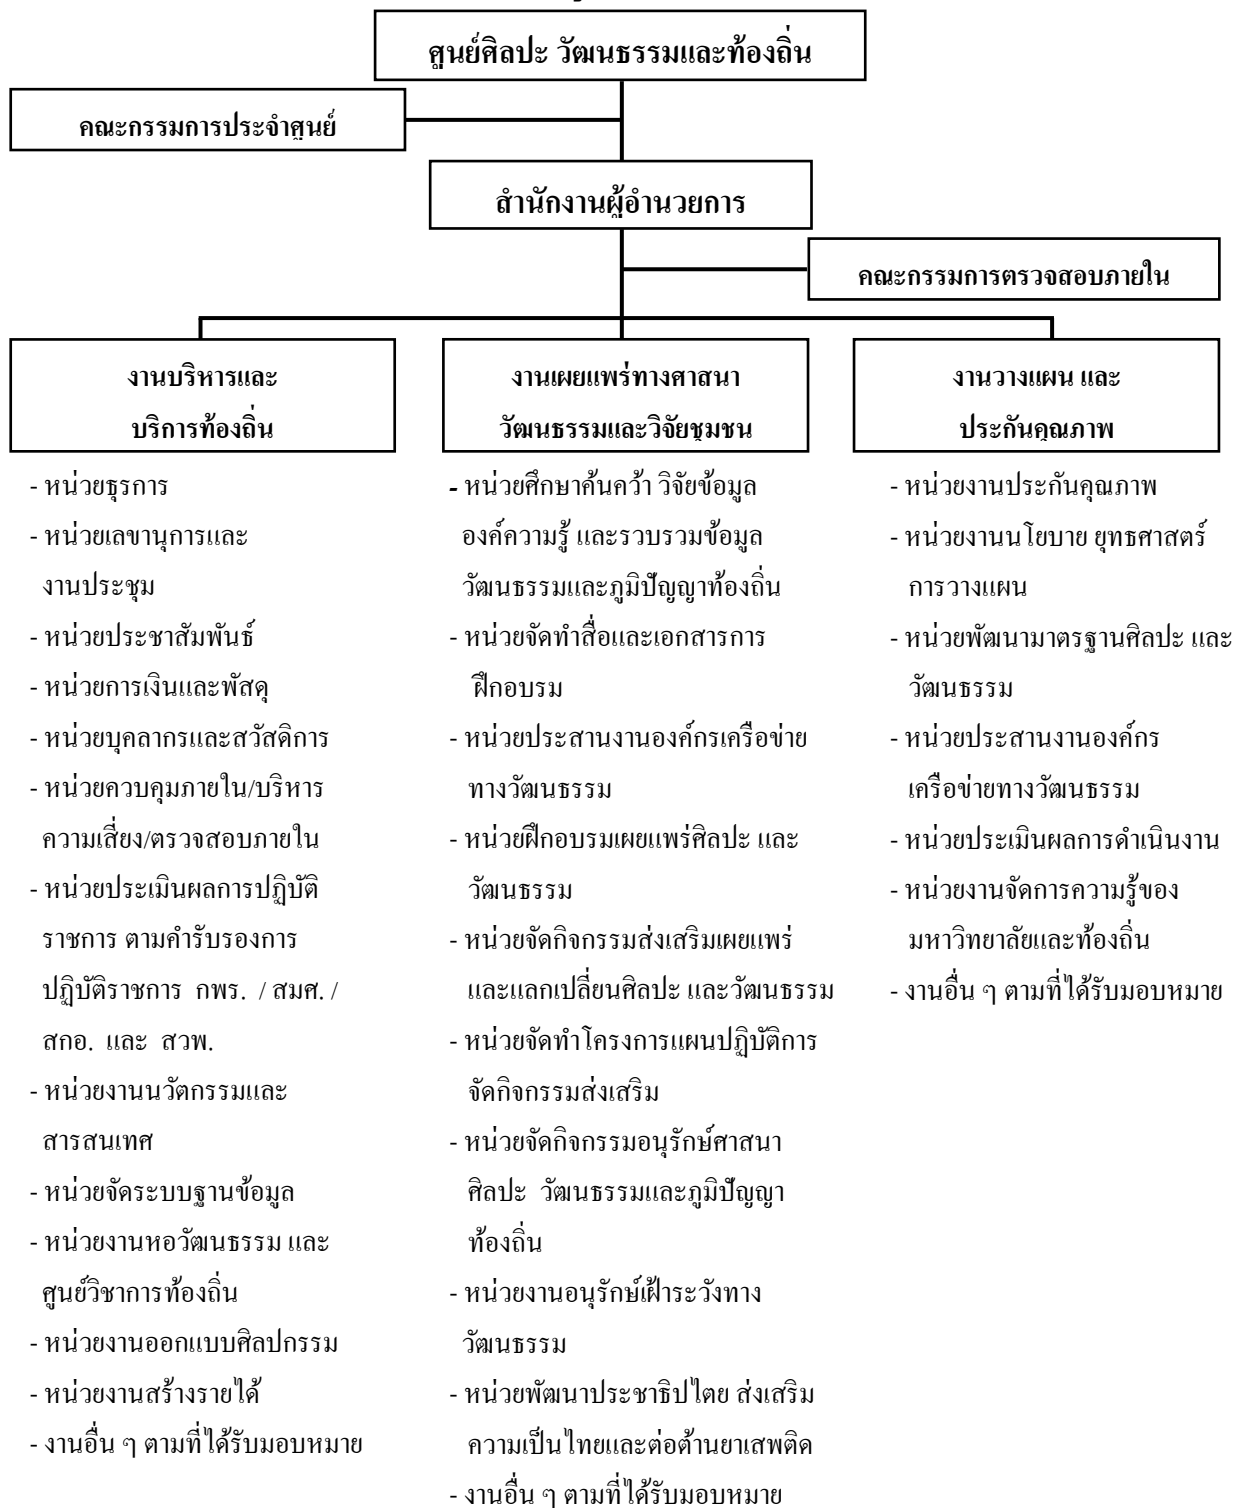 ศูนย์ศิลปะ วัฒนธรรมและท้องถิ่น
คณะกรรมการประจำศูนย์
สำนักงานผู้อำนวยการ
คณะกรรมการตรวจสอบภายใน
งานบริหารและ
บริการท้องถิ่น
- หน่วยธุรการ
- หน่วยเลขานุการและ
งานประชุม
- หน่วยประชาสัมพันธ์
- หน่วยการเงินและพัสดุ
- หน่วยบุคลากรและสวัสดิการ
- หน่วยควบคุมภายใน/บริหาร
ความเสี่ยง/ตรวจสอบภายใน
- หน่วยประเมินผลการปฏิบัติ
ราชการ ตามคำรับรองการ
ปฏิบัติราชการ กพร. / สมศ. /
สกอ. และ สวพ.
- หน่วยงานนวัตกรรมและ
สารสนเทศ
- หน่วยจัดระบบฐานข้อมูล
- หน่วยงานหอวัฒนธรรม และ
ศูนย์วิชาการท้องถิ่น
- หน่วยงานออกแบบศิลปกรรม
- หน่วยงานสร้างรายได้
- งานอื่น ๆ ตามที่ได้รับมอบหมาย
งานเผยแพร่ทางศาสนา
วัฒนธรรมและวิจัยชุมชน
- หน่วยศึกษาค้นคว้า วิจัยข้อมูล
องค์ความรู้ และรวบรวมข้อมูล
วัฒนธรรมและภูมิปัญญาท้องถิ่น
- หน่วยจัดทำสื่อและเอกสารการ
ฝึกอบรม
- หน่วยประสานงานองค์กรเครือข่าย
ทางวัฒนธรรม
- หน่วยฝึกอบรมเผยแพร่ศิลปะ และ
วัฒนธรรม
- หน่วยจัดกิจกรรมส่งเสริมเผยแพร่
และแลกเปลี่ยนศิลปะ และวัฒนธรรม
- หน่วยจัดทำโครงการแผนปฏิบัติการ
จัดกิจกรรมส่งเสริม
- หน่วยจัดกิจกรรมอนุรักษ์ศาสนา
ศิลปะ วัฒนธรรมและภูมิปัญญา
ท้องถิ่น
- หน่วยงานอนุรักษ์เฝ้าระวังทาง
วัฒนธรรม
- หน่วยพัฒนาประชาธิปไตย ส่งเสริม
ความเป็นไทยและต่อต้านยาเสพติด
- งานอื่น ๆ ตามที่ได้รับมอบหมาย
งานวางแผน และ
ประกันคุณภาพ
- หน่วยงานประกันคุณภาพ
- หน่วยงานนโยบาย ยุทธศาสตร์
การวางแผน
- หน่วยพัฒนามาตรฐานศิลปะ และ
วัฒนธรรม
- หน่วยประสานงานองค์กร
เครือข่ายทางวัฒนธรรม
- หน่วยประเมินผลการดำเนินงาน
- หน่วยงานจัดการความรู้ของ
มหาวิทยาลัยและท้องถิ่น
- งานอื่น ๆ ตามที่ได้รับมอบหมาย